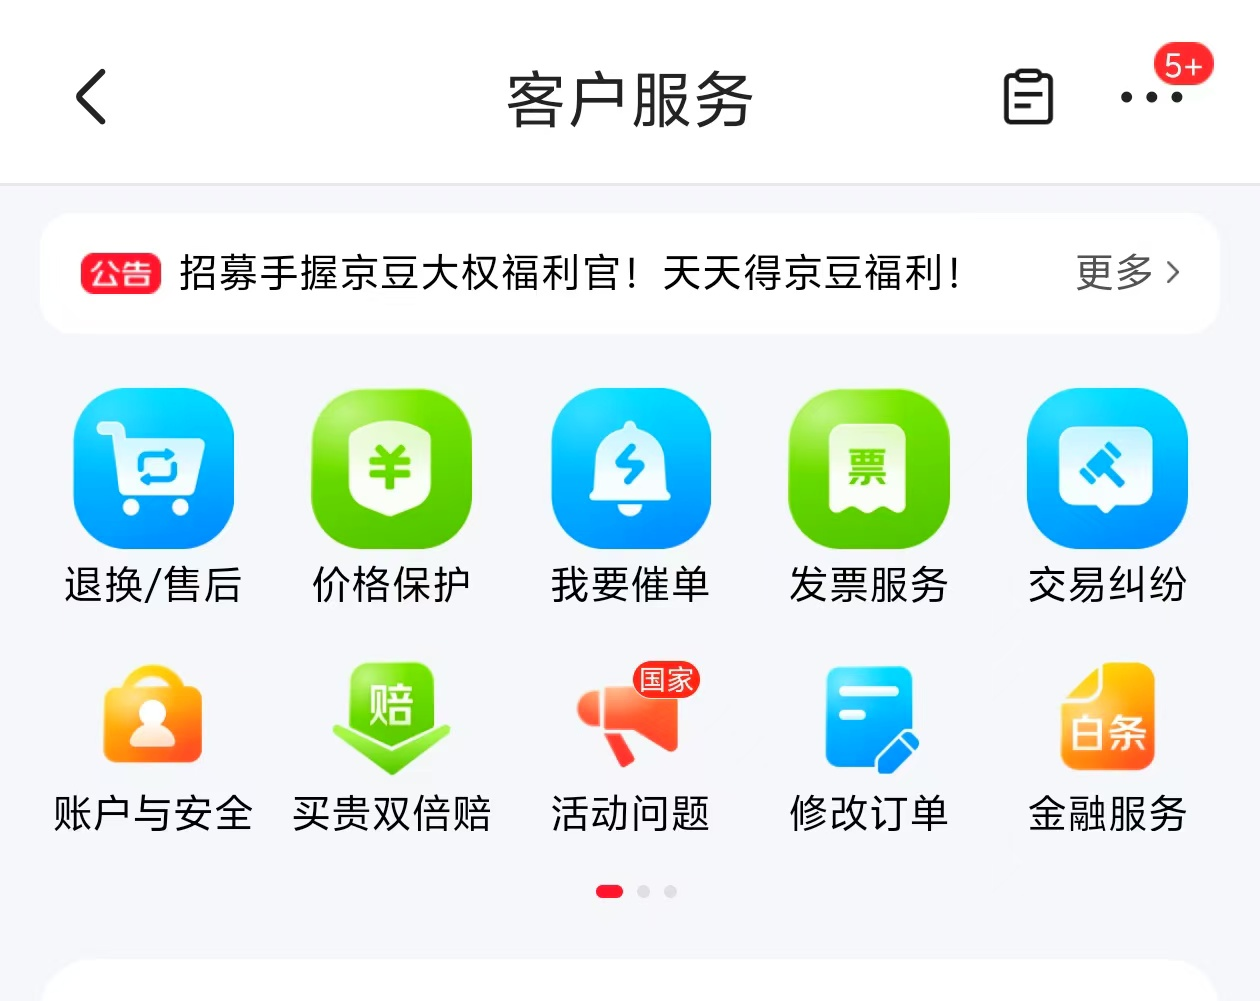 客户服务
5+
公告 招募手握京豆大权福利官！天天得京豆福利！ 更多
¥ 票
退换/售后 价格保护 我要催单 发票服务 交易纠纷
赔 国家 白条
账户与安全 买贵双倍赔 活动问题 修改订单 金融服务